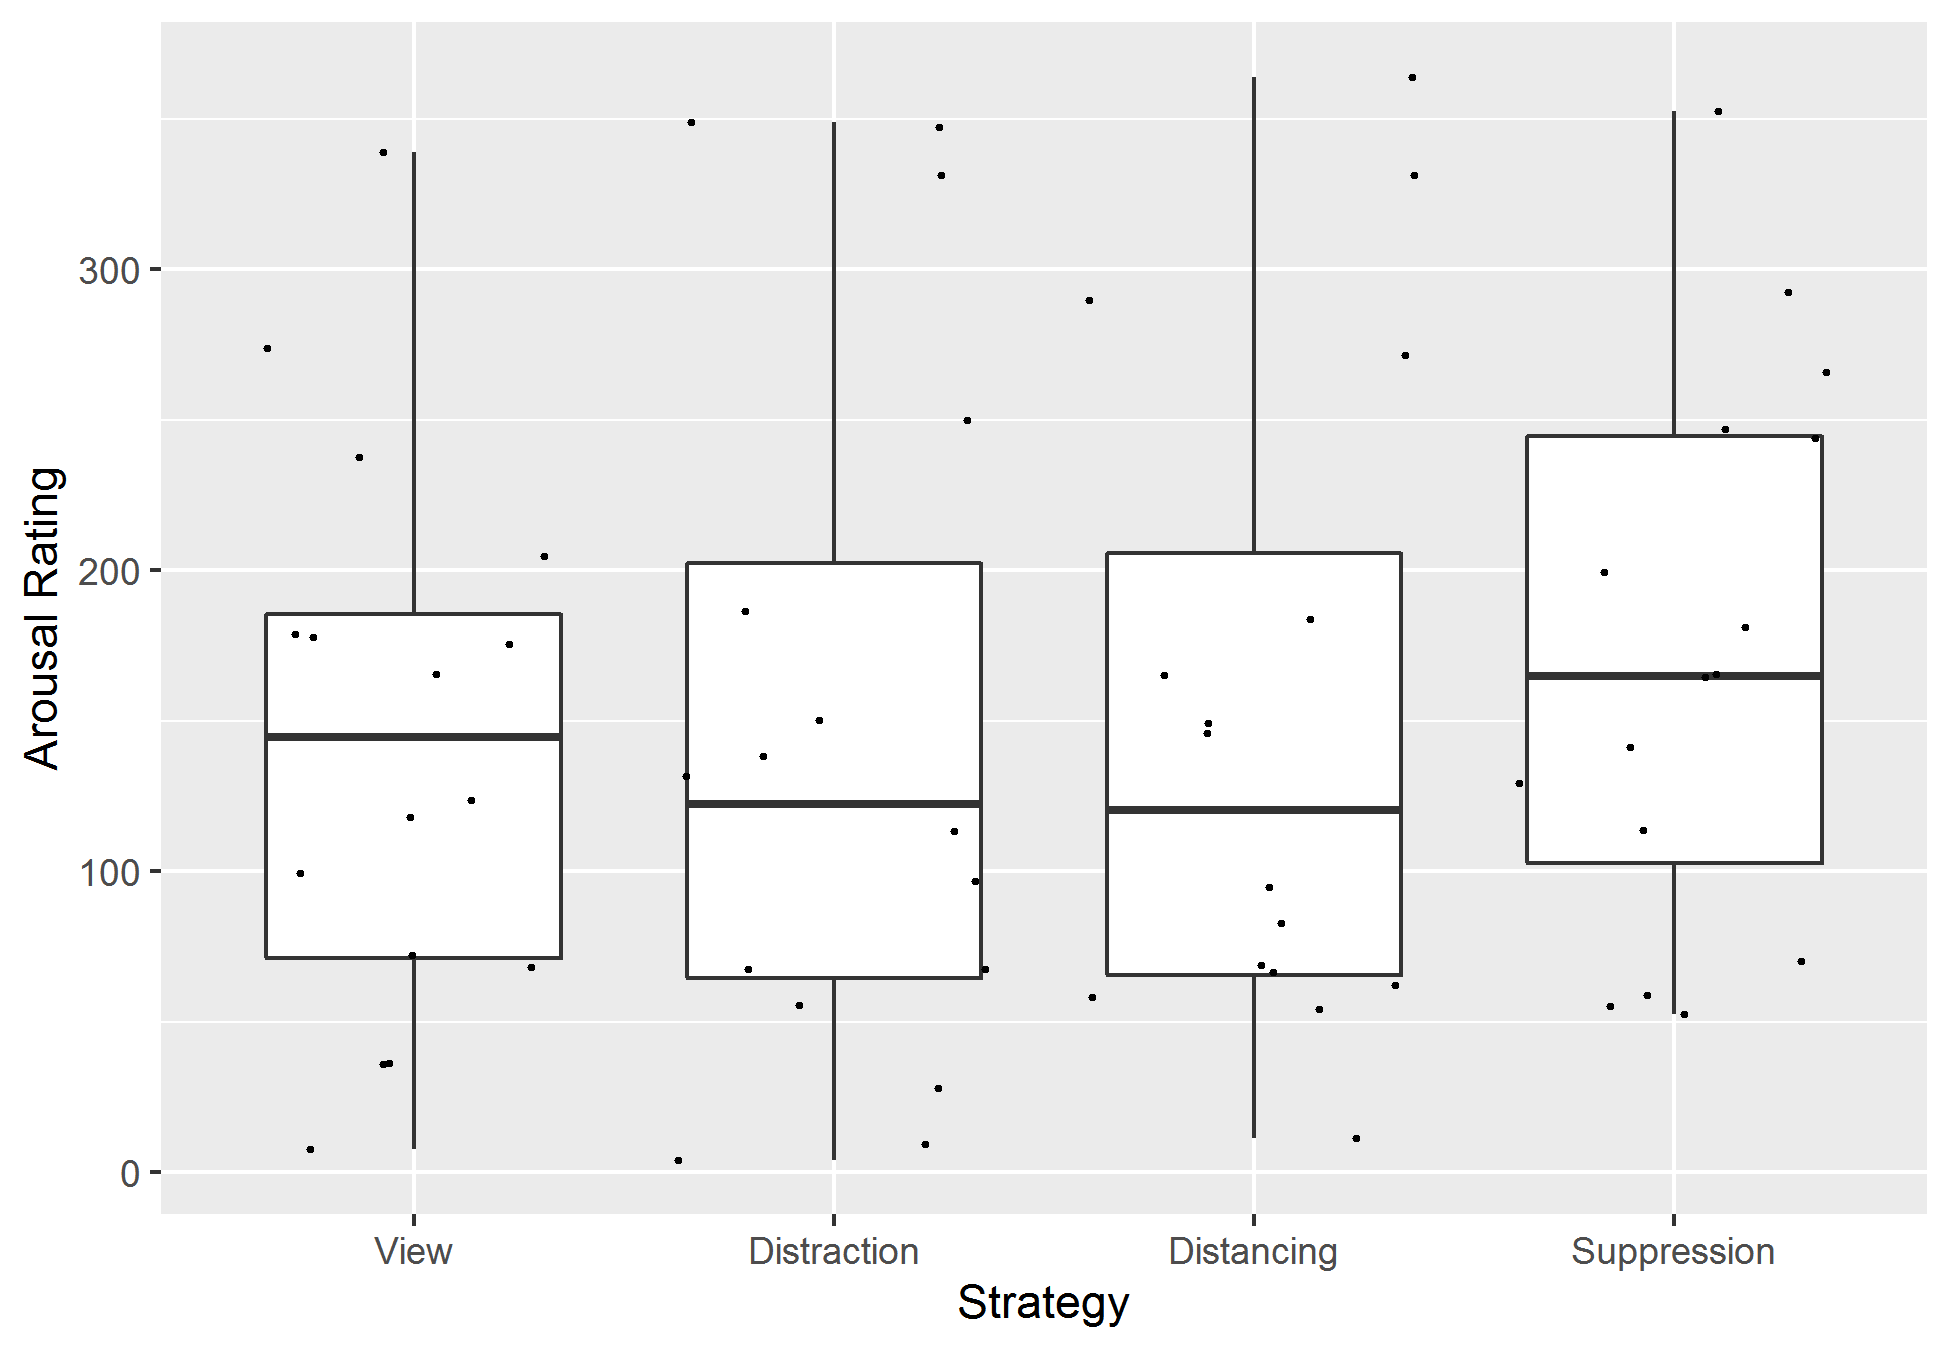 Arousal Rating
300
200
100
0
View Distraction Distancing Suppression
Strategy